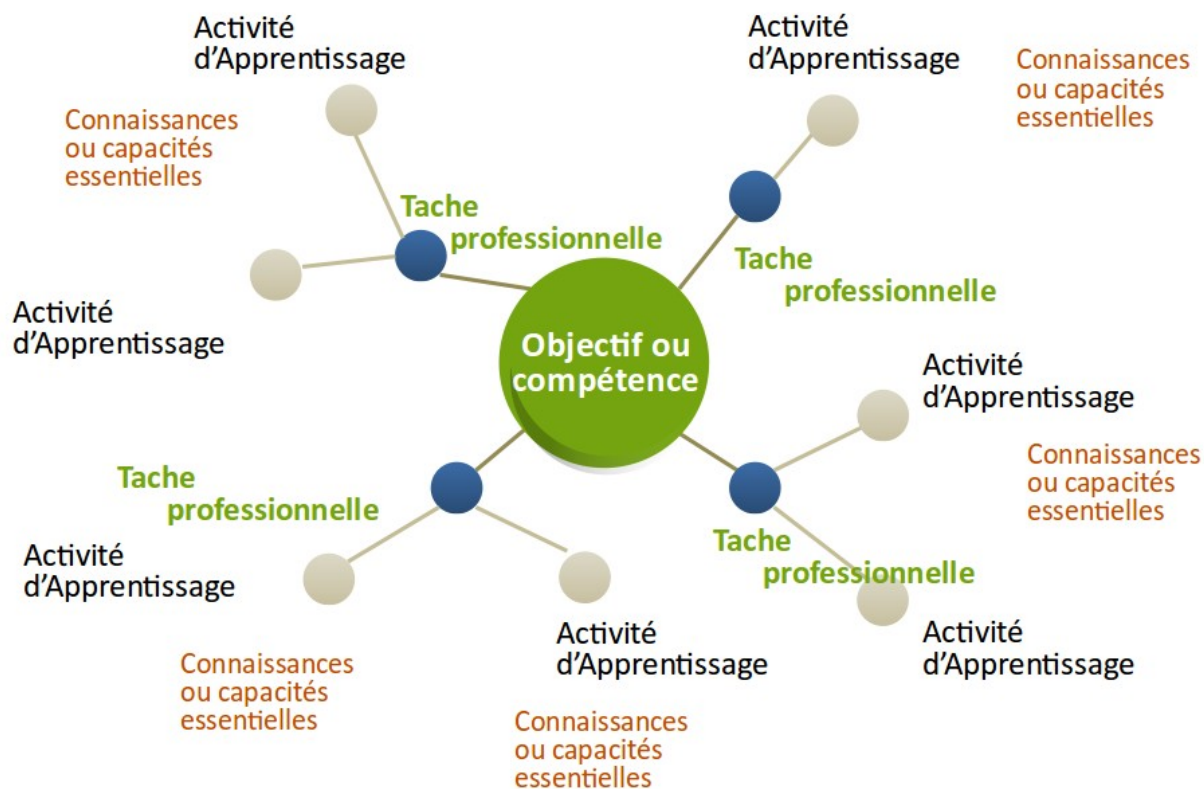 Activité
d'Apprentissage
Activité
d'Apprentissage
Connaissances
ou capacités
essentielles
Connaissances
ou capacités
essentielles
Tache
professionnelle
Tache
professionnelle
Activité
d'Apprentissage
Objectif ou
compétence
Activité
d'Apprentissage
Connaissances
ou capacités
essentielles
Tache
professionnelle
Tache
professionnelle
Activité
d'Apprentissage
Activité
d'Apprentissage
Activité
d'Apprentissage
Connaissances
ou capacités
essentielles
Connaissances
ou capacités
essentielles